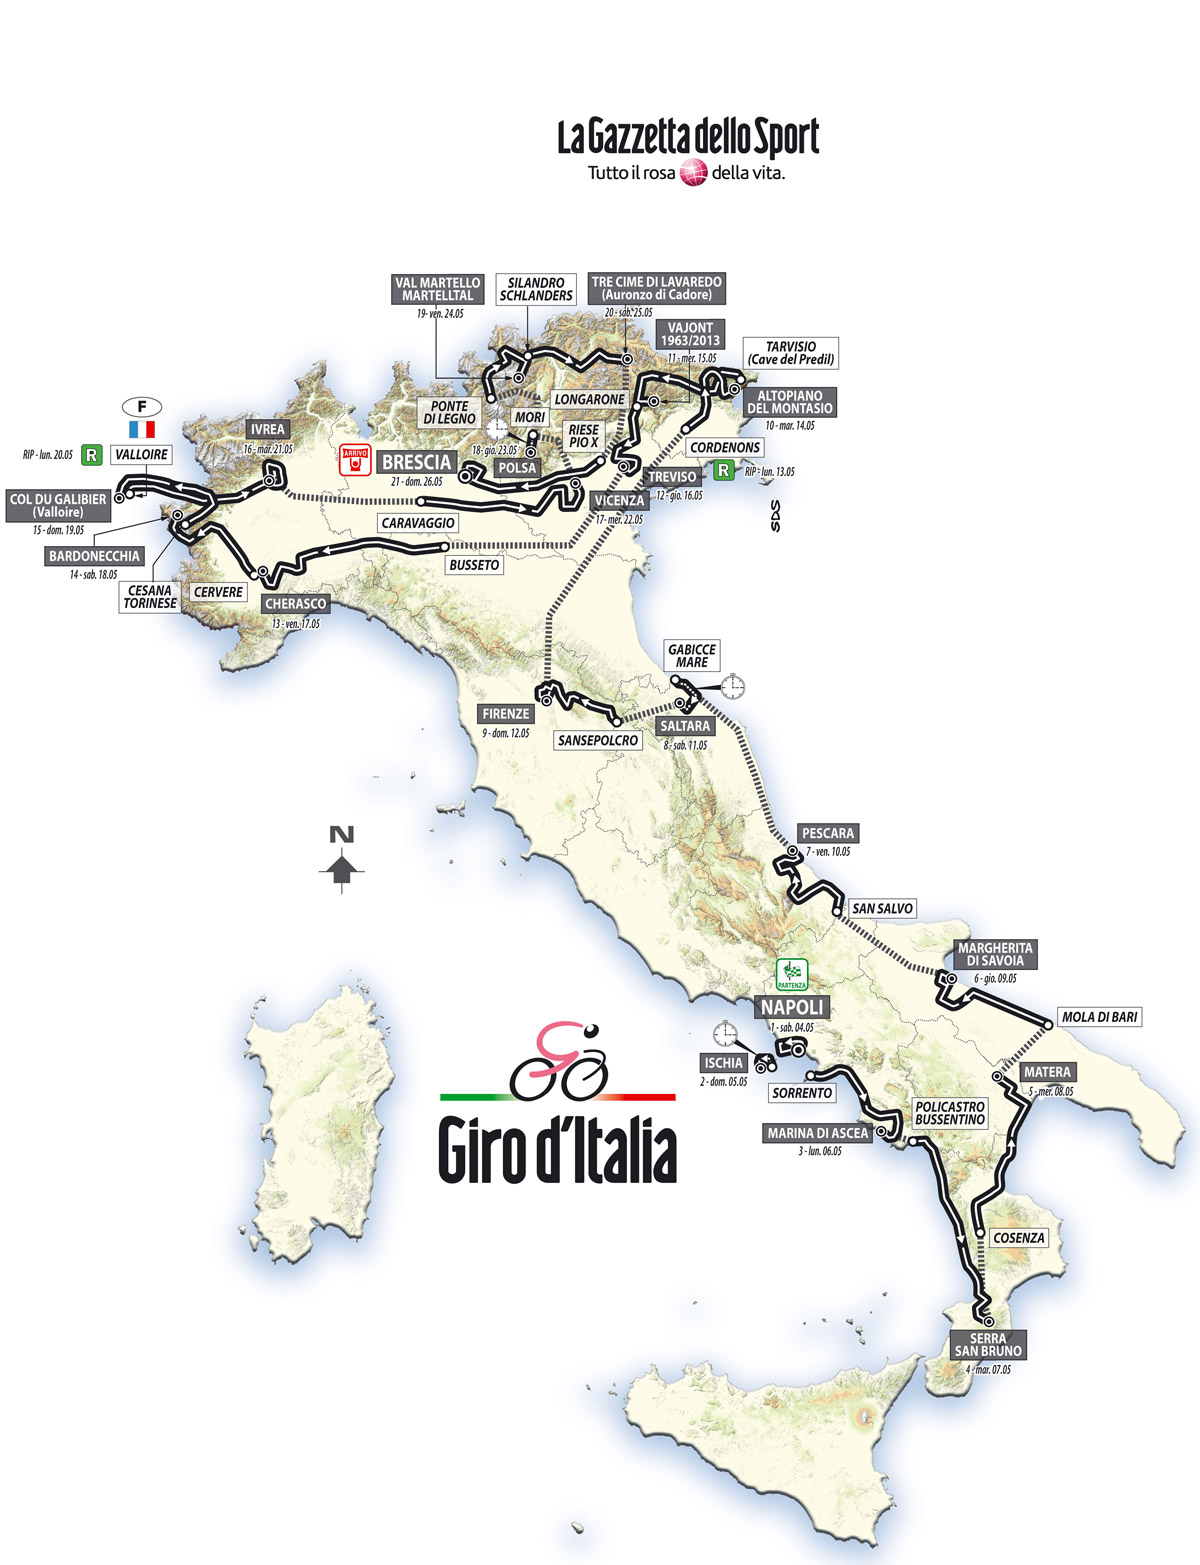 La Gazzetta dello Sport
Tutto il rosa della vita.
VAL MARTELLO
MARTELLTAL
19- ven. 24.05
SILANDRO
SCHLANDERS
TRE CIME DI LAVAREDO
(Auronzo di Cadore)
20 - sab. 25.05
VAJONT
1963/2013
11 - mer. 15.05
TARVISIO
(Cave del Predil)
ALTOPIANO
DEL MONTASIO
10 - mar. 14.05
PONTE
DI LEGNO
MORI
LONGARONE
RIESE
PIO X
CORDENONS
R
RIP - lun. 13.05
F
RIP - lun. 20.05
R
VALLOIRE
IVREA
16 - mar. 21.05
ARRIVO
BRESCIA
21 - dom. 26.05
18- gio. 23.05
POLSA
TREVISO
12 - gio. 16.05
VICENZA
17- mer. 22.05
COL DU GALIBIER
(Valloire)
15 - dom. 19.05
CARAVAGGIO
SDS
BARDONECCHIA
14 - sab. 18.05
BUSSETO
CESANA
TORINESE
CERVERE
CHERASCO
13 - ven. 17.05
GABICCE
MARE
FIRENZE
9 - dom. 12.05
SANSEPOLCRO
SALTARA
8 - sab. 11.05
N
PESCARA
7 - ven. 10.05
SAN SALVO
MARGHERITA
DI SAVOIA
6 - gio. 09.05
PARTENZA
NAPOLI
1 - sab. 04.05
MOLA DI BARI
ISCHIA
2 - dom. 05.05
MATERA
5 - mer. 08.05
SORRENTO
POLICASTRO
BUSSENTINO
MARINA DI ASCEA
3 - lun. 06.05
Giro d'Italia
COSENZA
SERRA
SAN BRUNO
4 - mar. 07.05